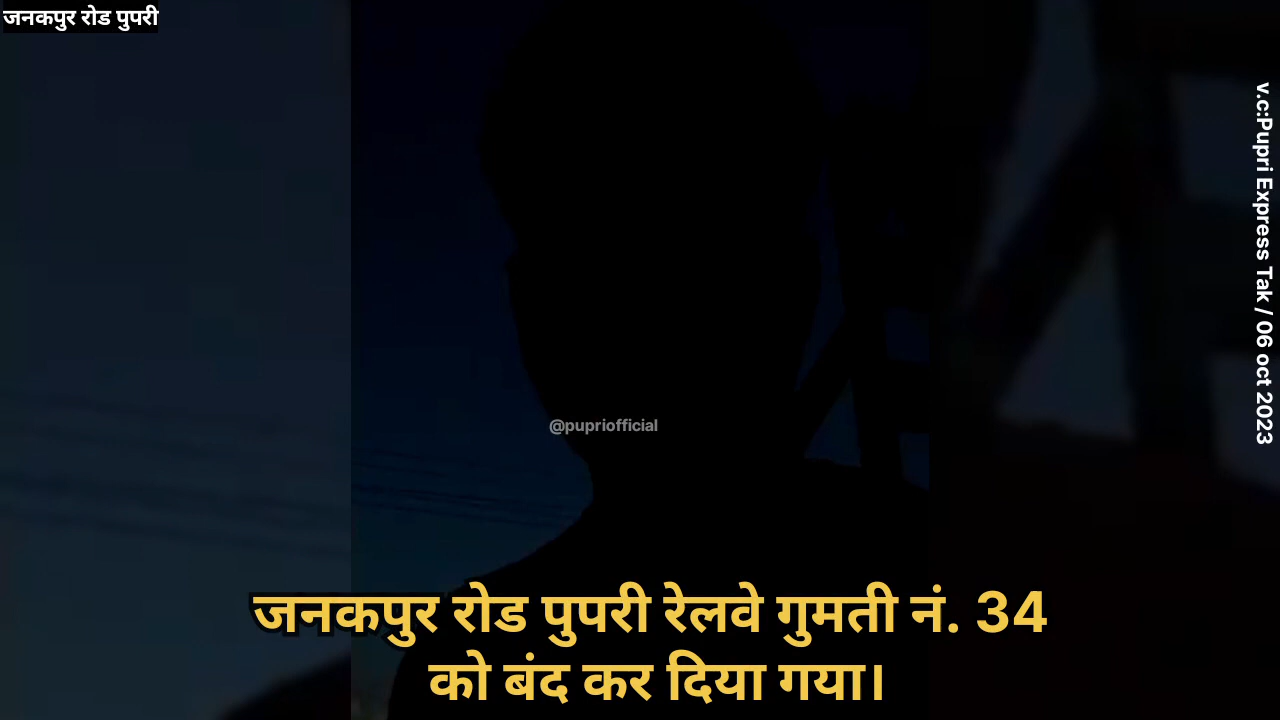 जनकपुर रोड पुपरी
v.c:Pupri Express Tak / 06 oct 2023
@pupriofficial
जनकपुर रोड पुपरी रेलवे गुमती नं. 34
को बंद कर दिया गया।